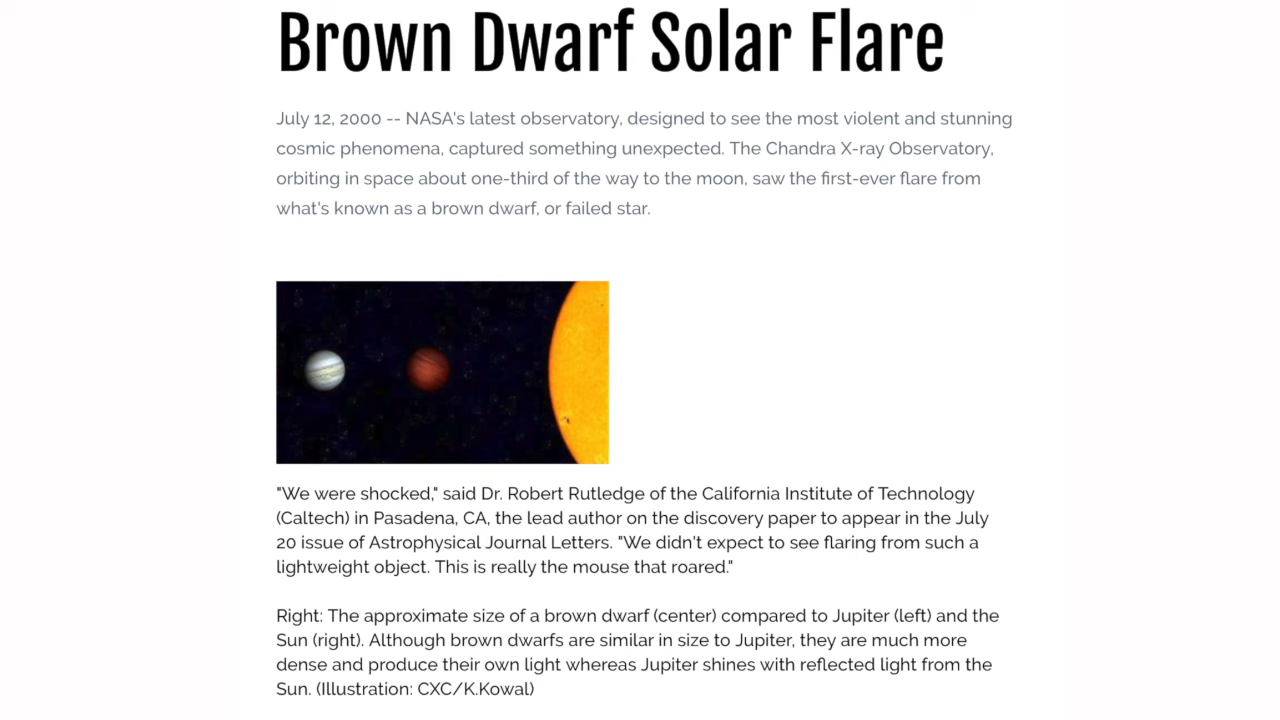 Brown Dwarf Solar Flare
July 12, 2000 -- NASA's latest observatory, designed to see the most violent and stunning
cosmic phenomena, captured something unexpected. The Chandra X-ray Observatory,
orbiting in space about one-third of the way to the moon, saw the first-ever flare from
what's known as a brown dwarf, or failed star.
"We were shocked," said Dr. Robert Rutledge of the California Institute of Technology
(Caltech) in Pasadena, CA, the lead author on the discovery paper to appear in the July
20 issue of Astrophysical Journal Letters. "We didn't expect to see flaring from such a
lightweight object. This is really the mouse that roared."
Right: The approximate size of a brown dwarf (center) compared to Jupiter (left) and the
Sun (right). Although brown dwarfs are similar in size to Jupiter, they are much more
dense and produce their own light whereas Jupiter shines with reflected light from the
Sun. (Illustration: CXC/K.Kowal)